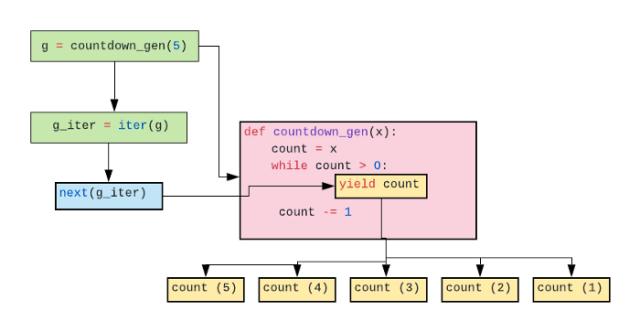 g = countdown_gen(5)
g_iter = iter(g)
next(g_iter)
def countdown_gen(x):
count = x
while count > 0:
yield count
count -= 1
count (5)
count (4)
count (3)
count (2)
count (1)